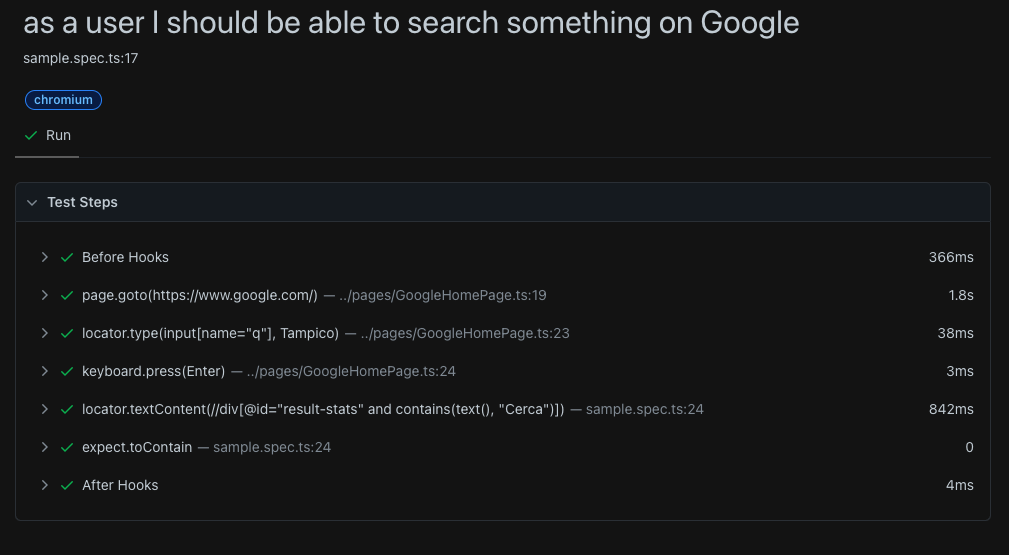 as a user I should be able to search something on Google
sample.spec.ts:17
chromium
Run
Test Steps
Before Hooks 366ms
page.goto(https://www.google.com/) — ../pages/GoogleHomePage.ts:19 1.8s
locator.type(input[name="q"], Tampico) — ../pages/GoogleHomePage.ts:23 38ms
keyboard.press(Enter) — ../pages/GoogleHomePage.ts:24 3ms
locator.textContent(//div[@id="result-stats" and contains(text(), "Cerca")]) — sample.spec.ts:24 842ms
expect.toContain — sample.spec.ts:24 0
After Hooks 4ms